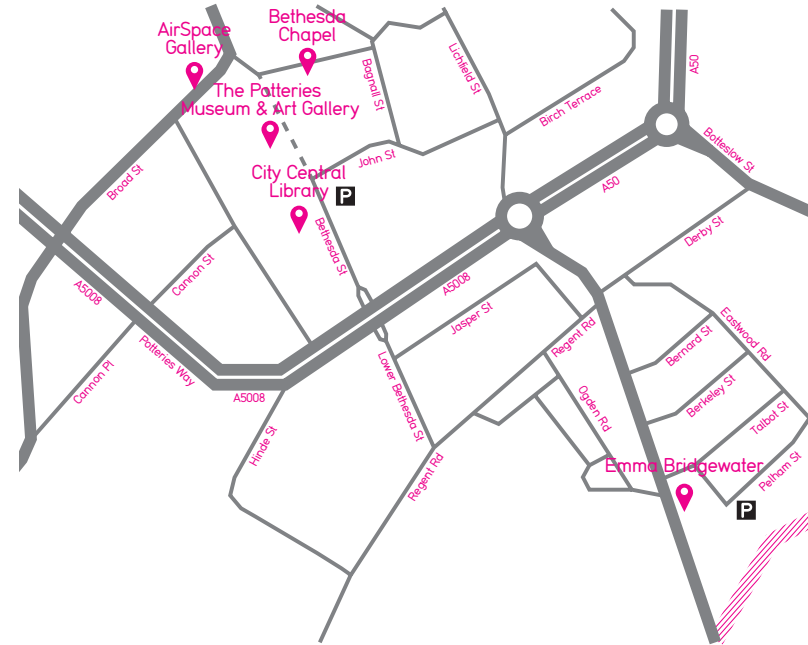 AirSpace
Gallery
Bethesda
Chapel
The Potteries
Museum & Art Gallery
City Central
Library
P
Bagnall St
Lichfield St
Birch Terrace
A50
Botteslow St
John St
Broad St
A50
Bethesda St
Derby St
Cannon St
A5008
A5008
Jasper St
Regent Rd
Eastwood Rd
Bernard St
Cannon Pl
Potteries Way
A5008
Lower Bethesda St
Ogden Rd
Berkeley St
Talbot St
Hinde St
Regent Rd
Emma Bridgewater
Pelham St
P